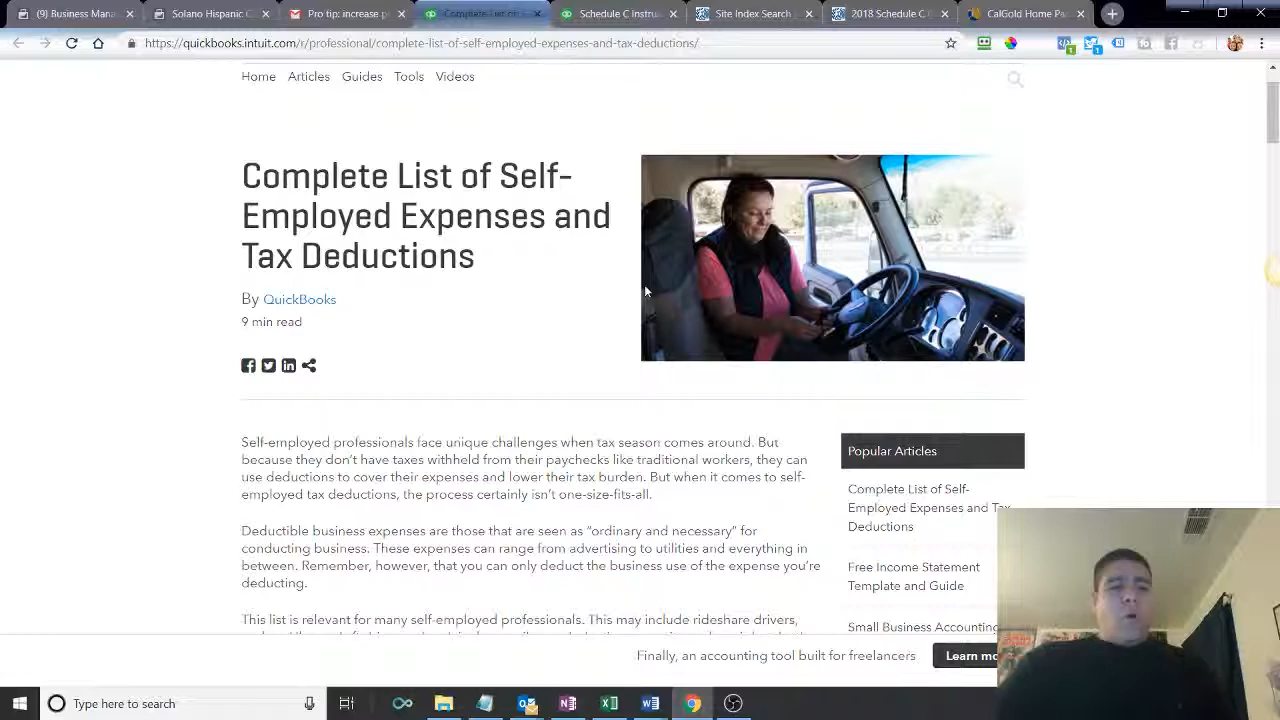 (9) Business Mana
Solano Hispanic C
Pro tip: increase p
Complete List of
Schedule C Instru
Site Index Search
2018 Schedule C
CalGold Home Pa
https://quickbooks.intuit.com/r/professional/complete-list-of-self-employed-expenses-and-tax-deductions/
Home Articles Guides Tools Videos
Complete List of Self-
Employed Expenses and
Tax Deductions
By QuickBooks
9 min read
Self-employed professionals face unique challenges when tax season comes around. But
because they don't have taxes withheld from their paychecks like traditional workers, they can
use deductions to cover their expenses and lower their tax burden. But when it comes to self-
employed tax deductions, the process certainly isn't one-size-fits-all.
Deductible business expenses are those that are seen as "ordinary and necessary" for
conducting business. These expenses can range from advertising to utilities and everything in
between. Remember, however, that you can only deduct the business use of the expense you're
deducting.
This list is relevant for many self-employed professionals. This may include rideshare drivers,
Popular Articles
Complete List of Self-
Employed Expenses and Tax
Deductions
Free Income Statement
Template and Guide
Small Business Accounting
Finally, an accounting tool built for freelancers
Learn mo
Type here to search